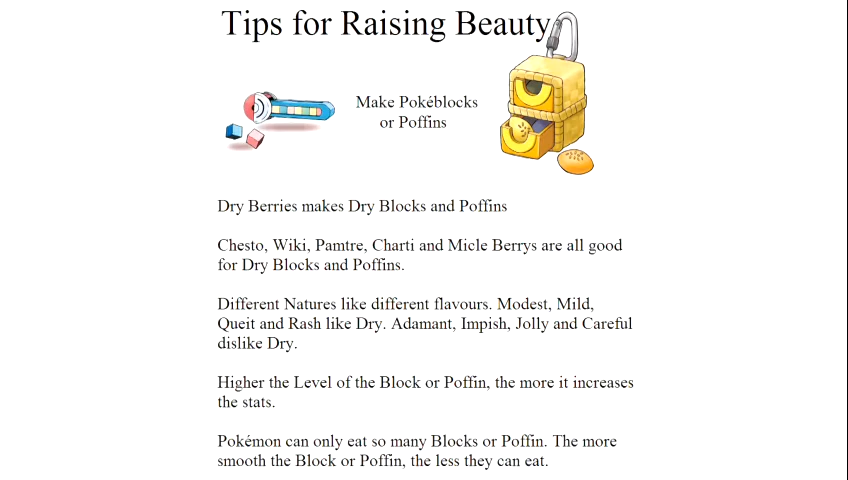 Tips for Raising Beauty
Make Pokéblocks
or Poffins
Dry Berries makes Dry Blocks and Poffins
Chesto, Wiki, Pamtre, Charti and Micle Berrys are all good
for Dry Blocks and Poffins.
Different Natures like different flavours. Modest, Mild,
Queit and Rash like Dry. Adamant, Impish, Jolly and Careful
dislike Dry.
Higher the Level of the Block or Poffin, the more it increases
the stats.
Pokémon can only eat so many Blocks or Poffin. The more
smooth the Block or Poffin, the less they can eat.